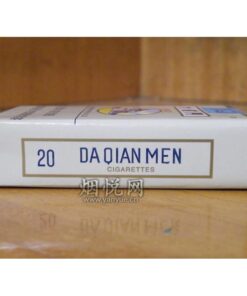 20 DA QIAN MEN
CIGARETTES
烟悦网
www.yanyue.cn